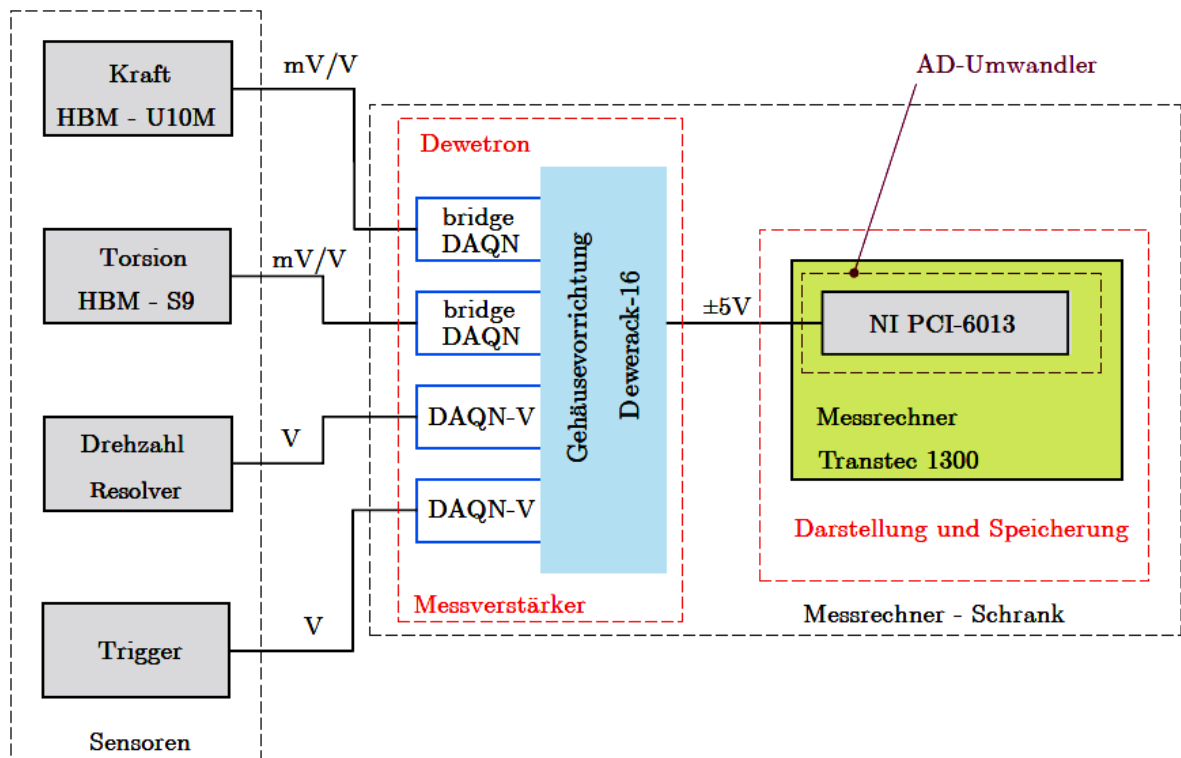 Kraft
HBM - U10M
mV/V
Torsion
HBM - S9
mV/V
Drehzahl
Resolver
V
Trigger
V
Sensoren
Dewetron
bridge
DAQN
bridge
DAQN
DAQN-V
DAQN-V
Gehäusevorrichtung
Dewerack-16
Messverstärker
±5V
AD-Umwandler
NI PCI-6013
Messrechner
Transtec 1300
Darstellung und Speicherung
Messrechner - Schrank